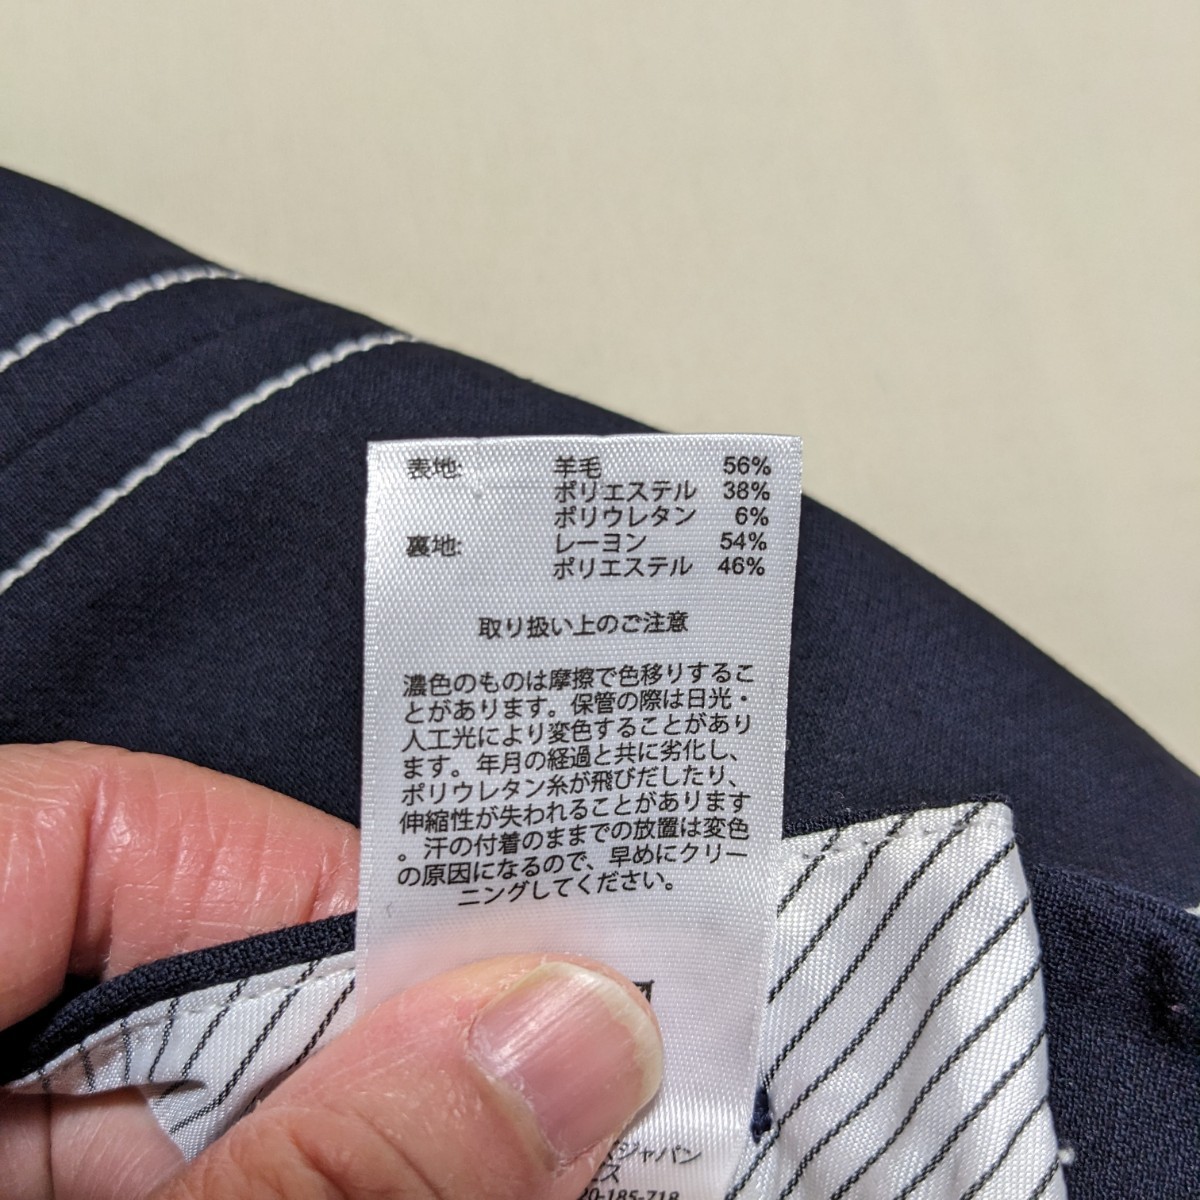 表地: 羊毛 56%
ポリエステル 38%
ポリウレタン 6%
裏地: レーヨン 54%
ポリエステル 46%
取り扱い上のご注意
濃色のものは摩擦で色移りするこ
とがあります。保管の際は日光・
人工光により変色することがあり
ます。年月の経過と共に劣化し、
ポリウレタン糸が飛びだしたり、
伸縮性が失われることがあります
。汗の付着のままでの放置は変色
の原因になるので、早めにクリー
ニングしてください。
ジャパン
ス
20-185-718